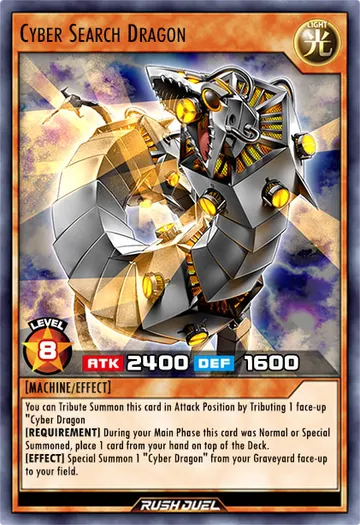 CYBER SEARCH DRAGON
LIGHT
光
LEVEL
8
ATK 2400 DEF 1600
[MACHINE/EFFECT]
You can Tribute Summon this card in Attack Position by Tributing 1 face-up
"Cyber Dragon
[REQUIREMENT] During your Main Phase this card was Normal or Special
Summoned, place 1 card from your hand on top of the Deck.
[EFFECT] Special Summon 1 "Cyber Dragon" from your Graveyard face-up
to your field.
RUSH DUEL